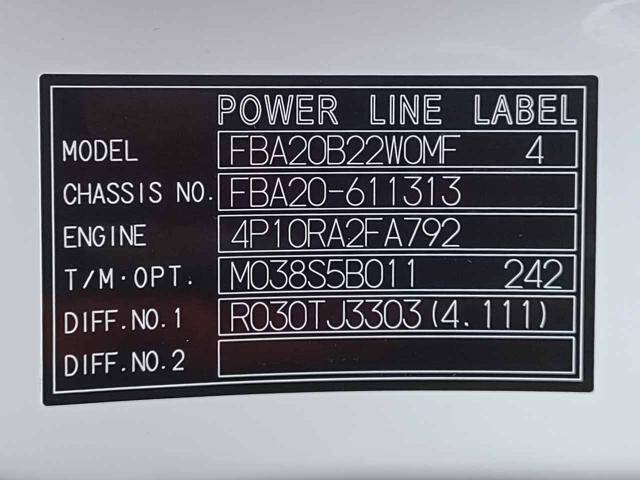 POWER LINE LABEL
MODEL FBA20B22W0MF 4
CHASSIS NO. FBA20-611313
ENGINE 4P10RA2FA792
T/M·OPT. M038S5B011 242
DIFF.NO.1 R030TJ3303(4.111)
DIFF.NO.2